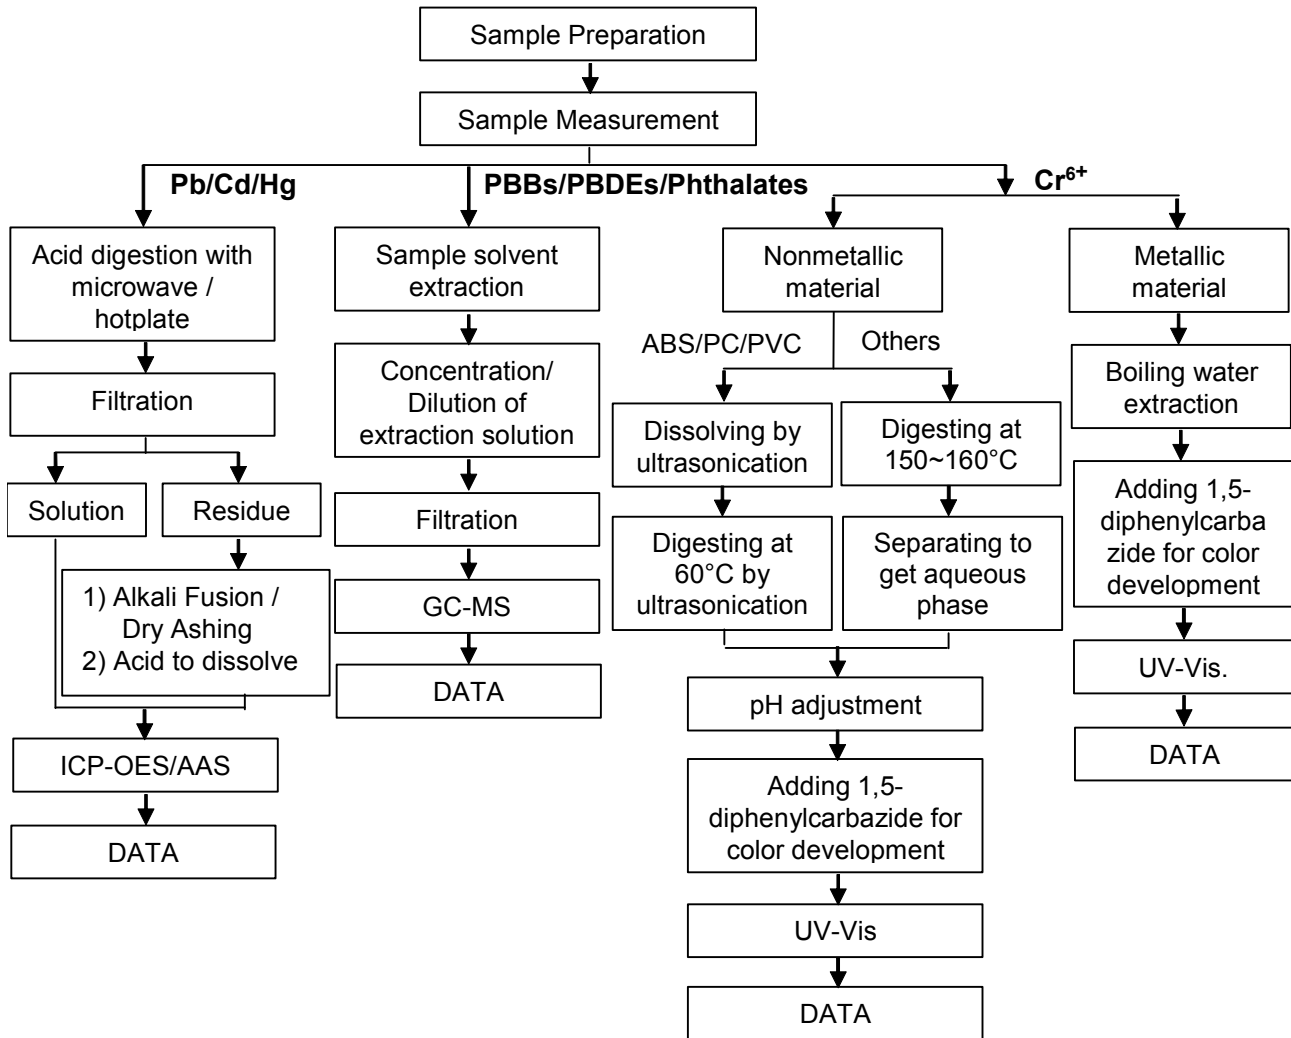 Sample Preparation
Sample Measurement
Pb/Cd/Hg
PBBs/PBDEs/Phthalates
Cr⁶⁺
Acid digestion with
microwave /
hotplate
Filtration
Solution
Residue
1) Alkali Fusion /
Dry Ashing
2) Acid to dissolve
ICP-OES/AAS
DATA
Sample solvent
extraction
Concentration/
Dilution of
extraction solution
Filtration
GC-MS
DATA
Nonmetallic
material
ABS/PC/PVC
Others
Dissolving by
ultrasonication
Digesting at
60°C by
ultrasonication
Digesting at
150~160°C
Separating to
get aqueous
phase
pH adjustment
Adding 1,5-
diphenylcarbazide for
color development
UV-Vis
DATA
Metallic
material
Boiling water
extraction
Adding 1,5-
diphenylcarba
zide for color
development
UV-Vis.
DATA